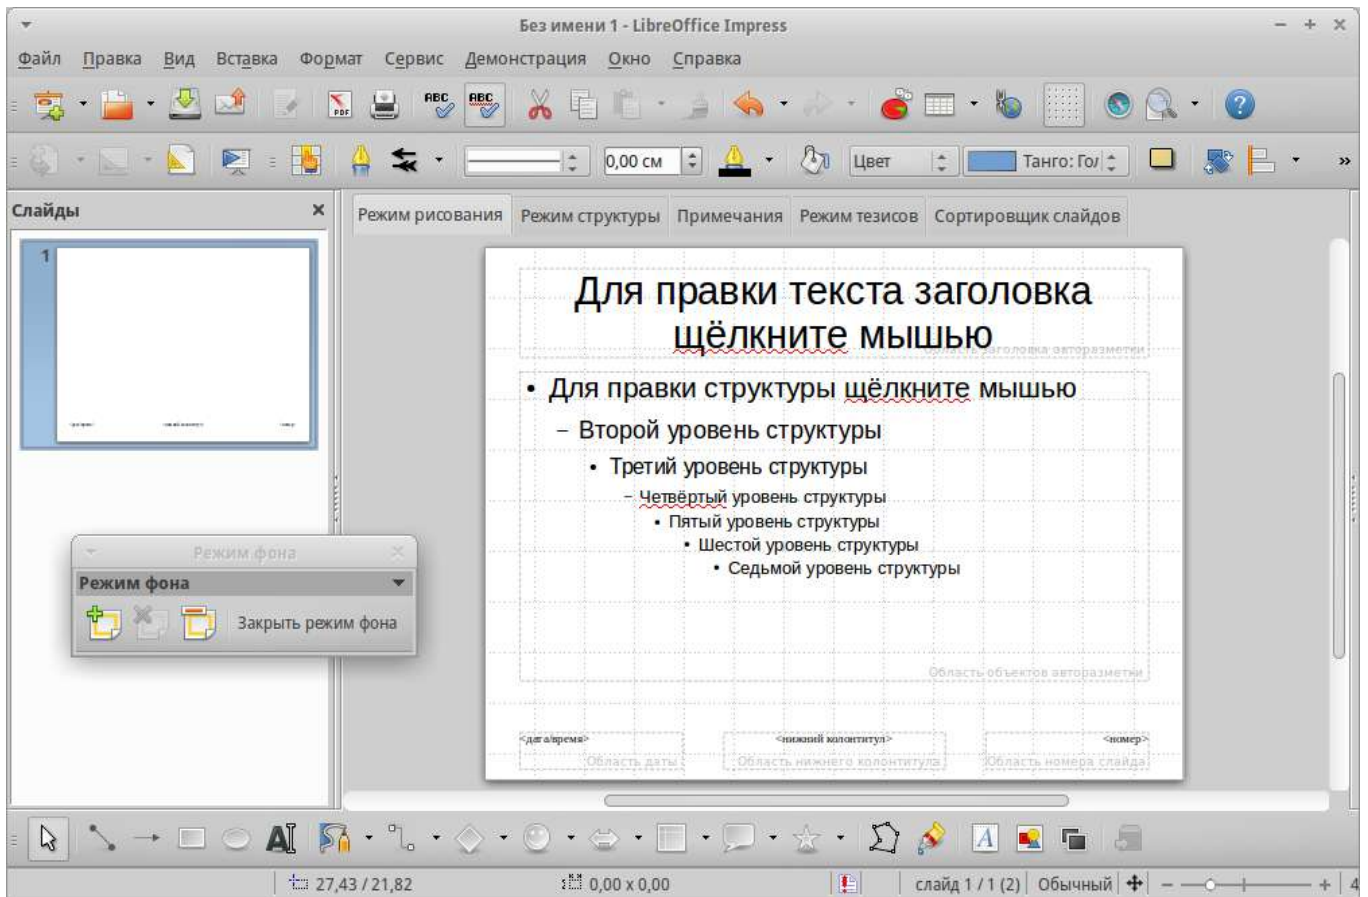 Без имени 1 - LibreOffice Impress
Файл Правка Вид Вставка Формат Сервис Демонстрация Окно Справка
PDF ABC ABC
0,00 см Цвет Танго: Гол
Слайды
Режим рисования Режим структуры Примечания Режим тезисов Сортировщик слайдов
1
Для правки текста заголовка
щёлкните мышью
Область заголовка авторазметки
• Для правки структуры щёлкните мышью
– Второй уровень структуры
• Третий уровень структуры
– Четвёртый уровень структуры
• Пятый уровень структуры
• Шестой уровень структуры
• Седьмой уровень структуры
Режим фона
Режим фона
Закрыть режим фона
Область объектов авторазметки
<дата/время> <нижний колонтитул> <номер>
Область даты Область нижнего колонтитула Область номера слайда
27,43 / 21,82 0,00 x 0,00 слайд 1 / 1 (2) Обычный 4